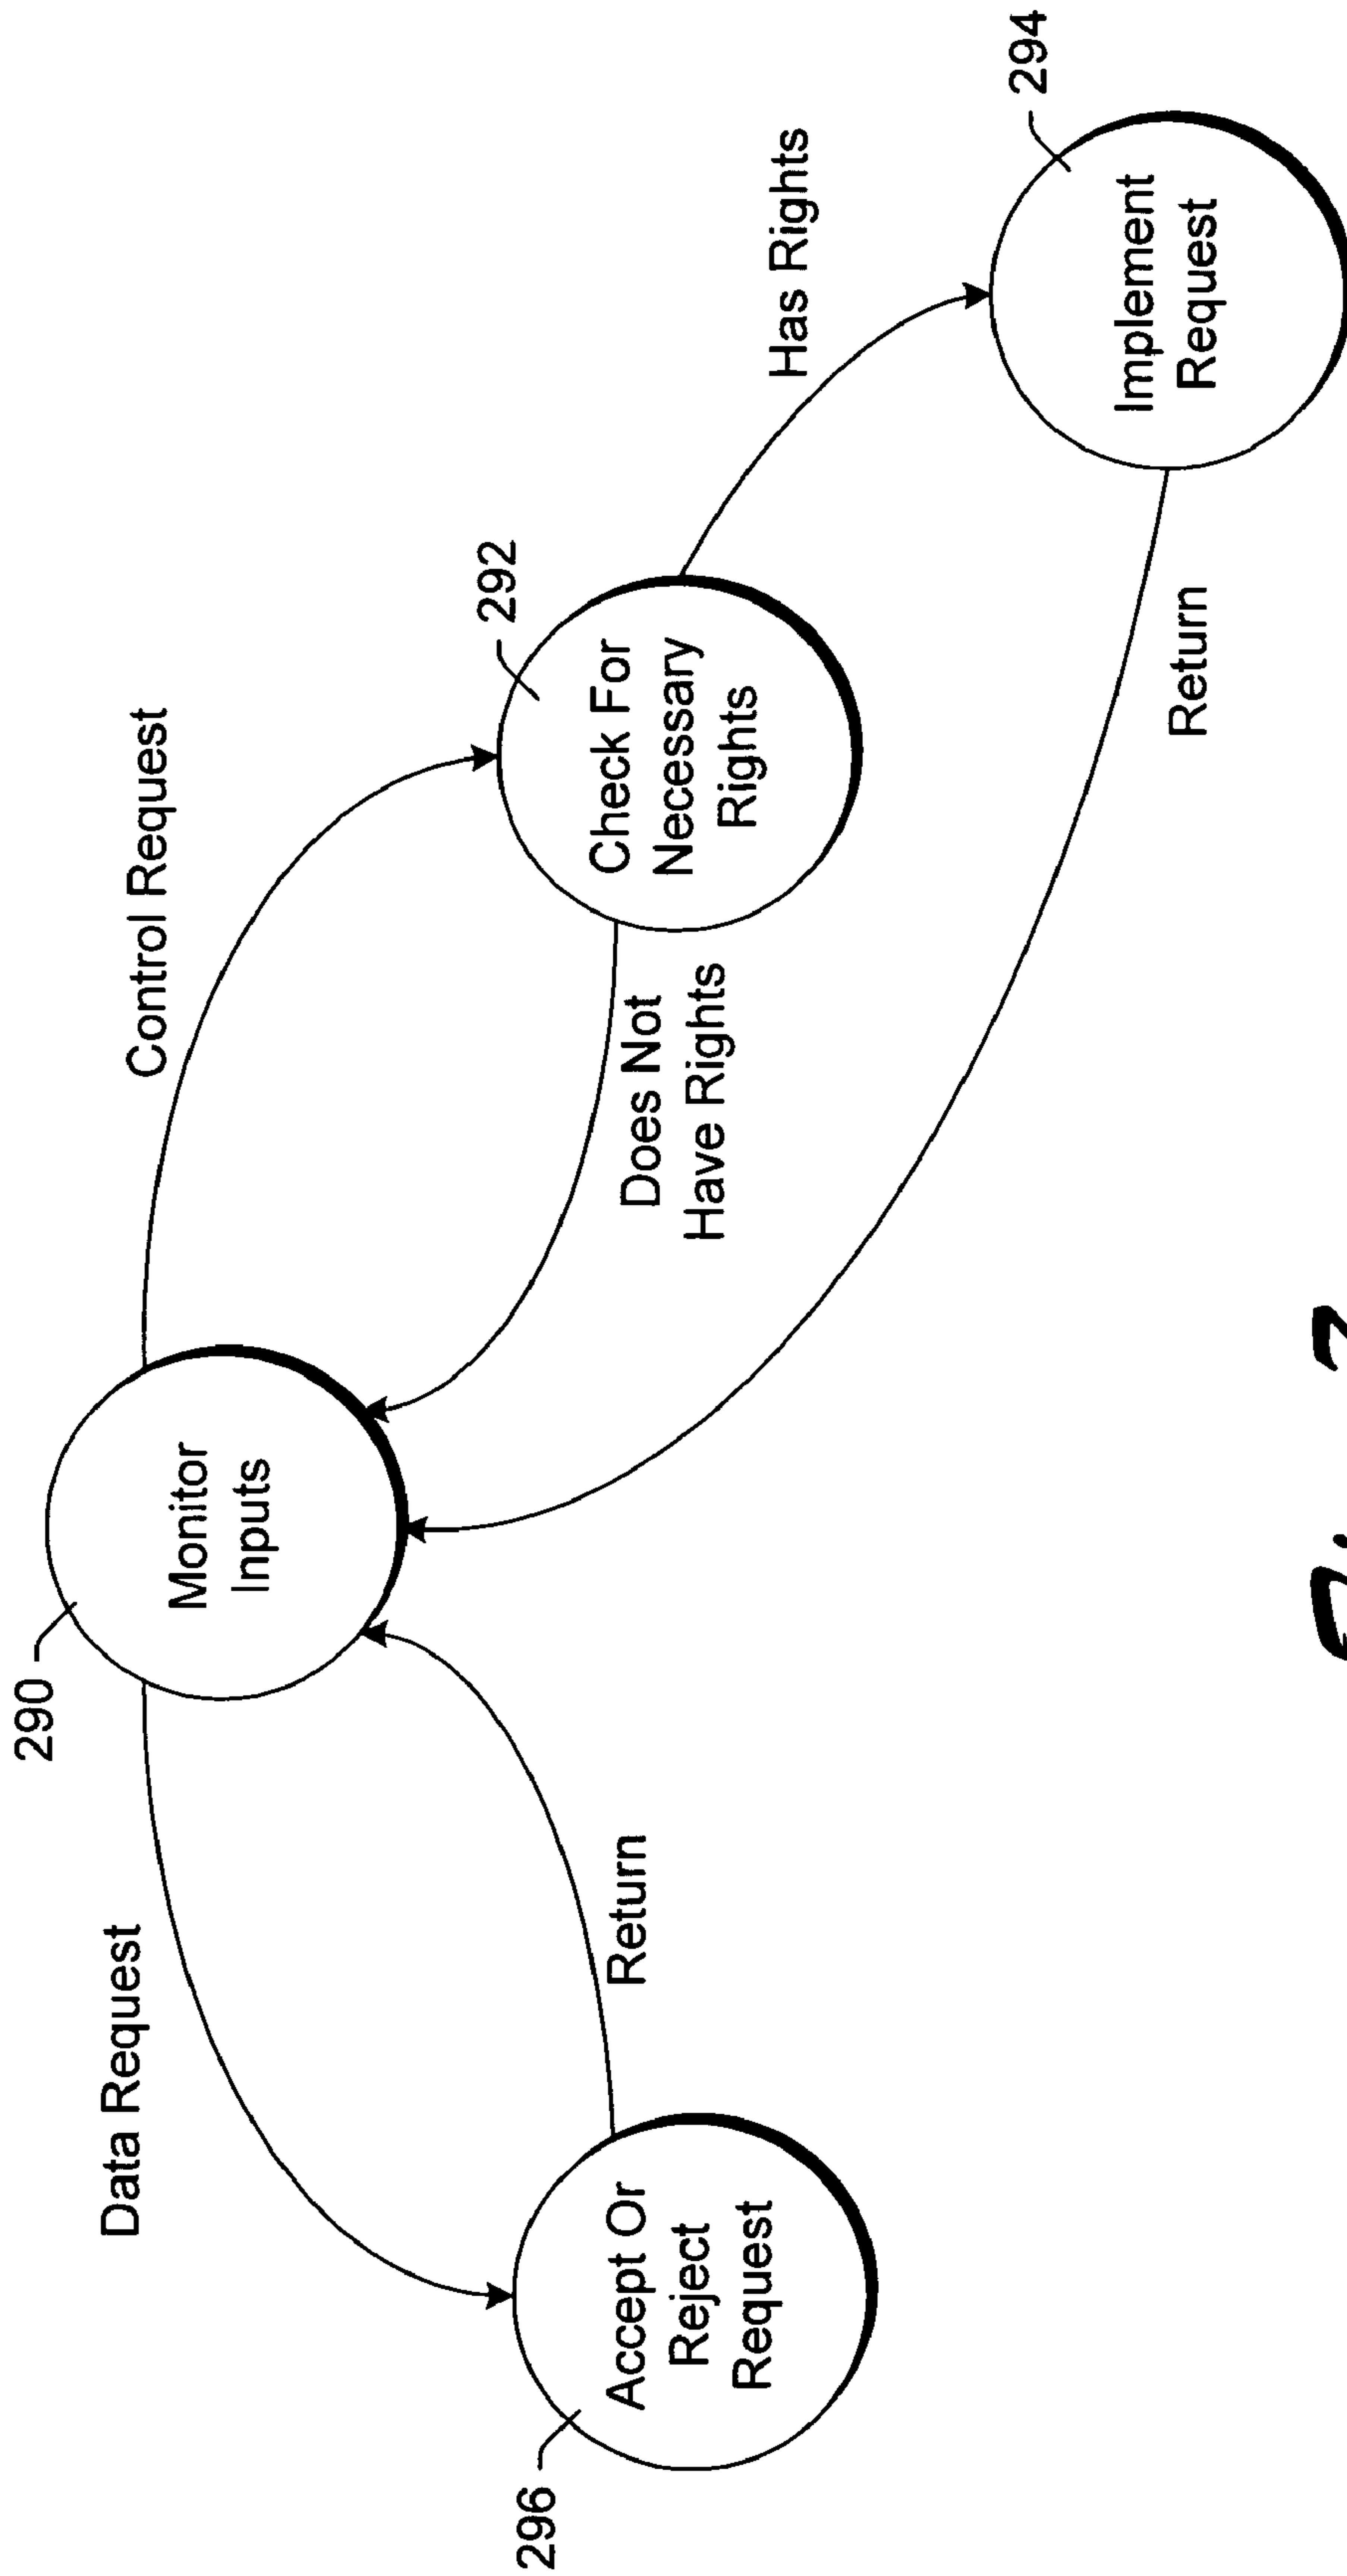 290
Monitor
Inputs
Data Request
Control Request
296
Accept Or
Reject
Request
Return
292
Check For
Necessary
Rights
Does Not
Have Rights
Has Rights
294
Implement
Request
Return